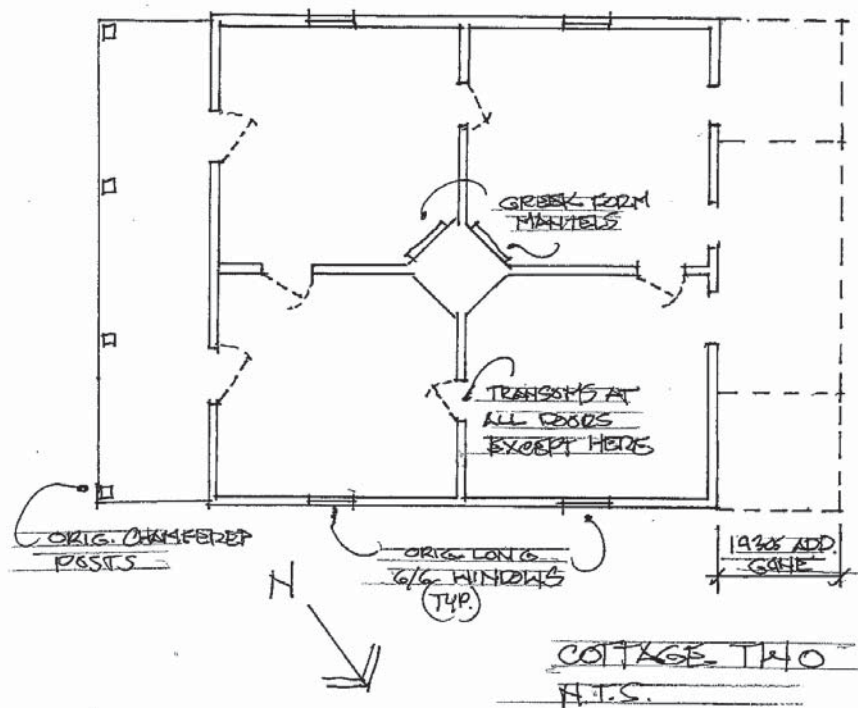 GREEK FORM
MANTELS
TRANSOMS AT
ALL DOORS
EXCEPT HERE
ORIG. CHAMFERED
POSTS
ORIG. LONG
6/6 WINDOWS
TYP.
1930s ADD.
GONE
N
COTTAGE TWO
N.T.S.